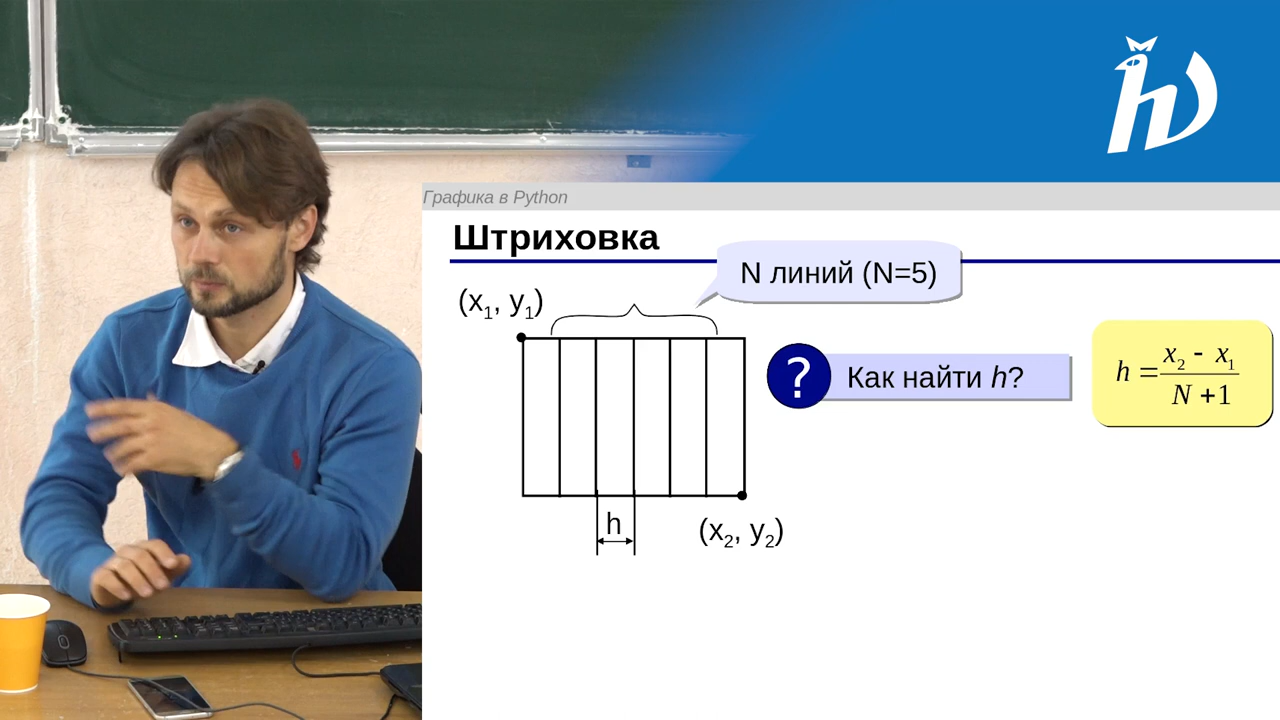 Графика в Python
Штриховка
N линий (N=5)
(x₁, y₁)
? Как найти h?
h = (x₂ - x₁) / (N + 1)
h
(x₂, y₂)